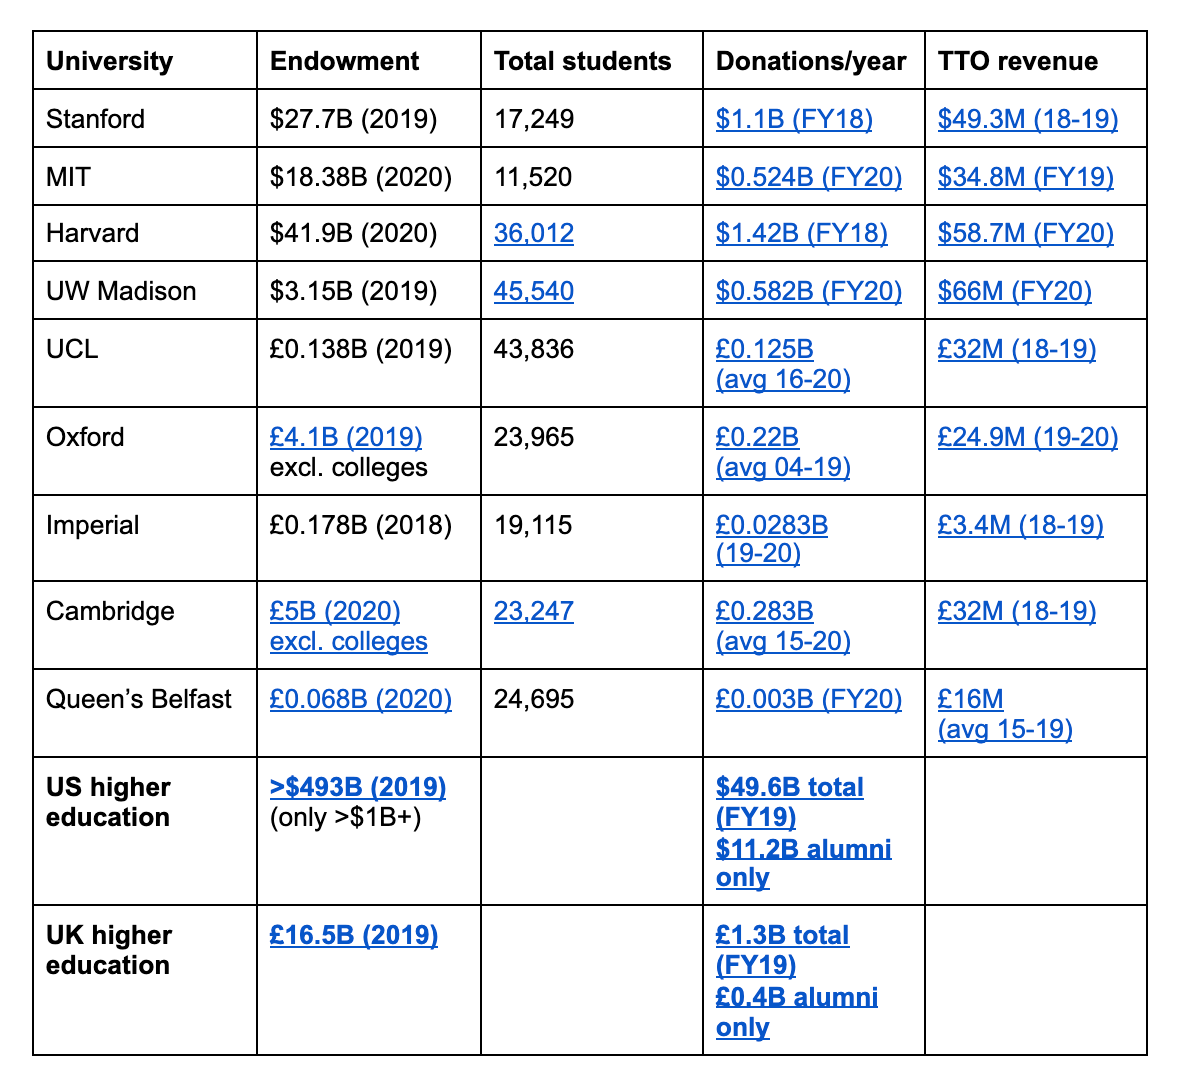 University Endowment Total students Donations/year TTO revenue
Stanford $27.7B (2019) 17,249 $1.1B (FY18) $49.3M (18-19)
MIT $18.38B (2020) 11,520 $0.524B (FY20) $34.8M (FY19)
Harvard $41.9B (2020) 36,012 $1.42B (FY18) $58.7M (FY20)
UW Madison $3.15B (2019) 45,540 $0.582B (FY20) $66M (FY20)
UCL £0.138B (2019) 43,836 £0.125B £32M (18-19)
(avg 16-20)
Oxford £4.1B (2019) 23,965 £0.22B £24.9M (19-20)
excl. colleges (avg 04-19)
Imperial £0.178B (2018) 19,115 £0.0283B £3.4M (18-19)
(19-20)
Cambridge £5B (2020) 23,247 £0.283B £32M (18-19)
excl. colleges (avg 15-20)
Queen’s Belfast £0.068B (2020) 24,695 £0.003B (FY20) £16M
(avg 15-19)
US higher >$493B (2019) $49.6B total
education (only >$1B+) (FY19)
$11.2B alumni
only
UK higher £16.5B (2019) £1.3B total
education (FY19)
£0.4B alumni
only